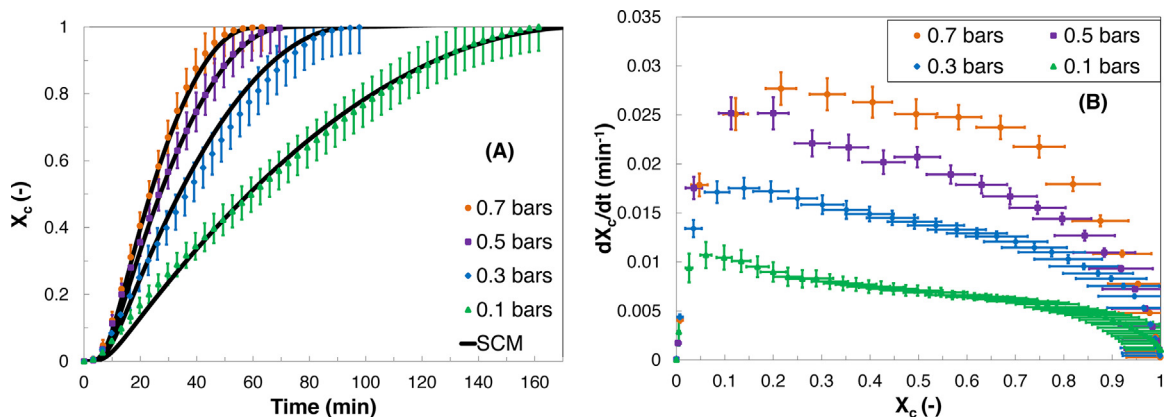 1
0.8
0.6
0.4
0.2
0
X_c (-)
(A)
0.7 bars
0.5 bars
0.3 bars
0.1 bars
SCM
0 20 40 60 80 100 120 140 160
Time (min)
0.035
0.03
0.025
0.02
0.015
0.01
0.005
0
dX_c/dt (min⁻¹)
0.7 bars 0.5 bars
0.3 bars 0.1 bars
(B)
0 0.1 0.2 0.3 0.4 0.5 0.6 0.7 0.8 0.9 1
X_c (-)